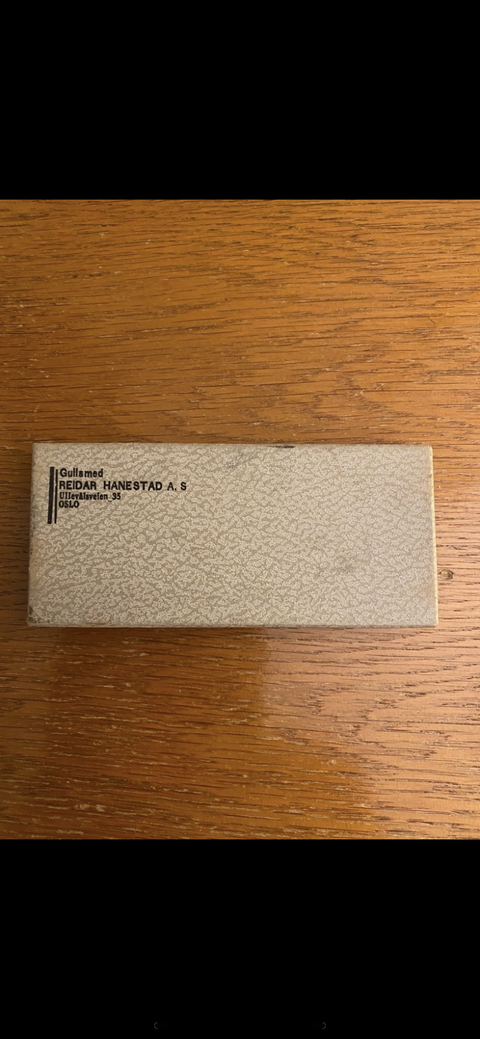 Gullsmed
REIDAR HANESTAD A. S
Ullevålsveien 35
OSLO